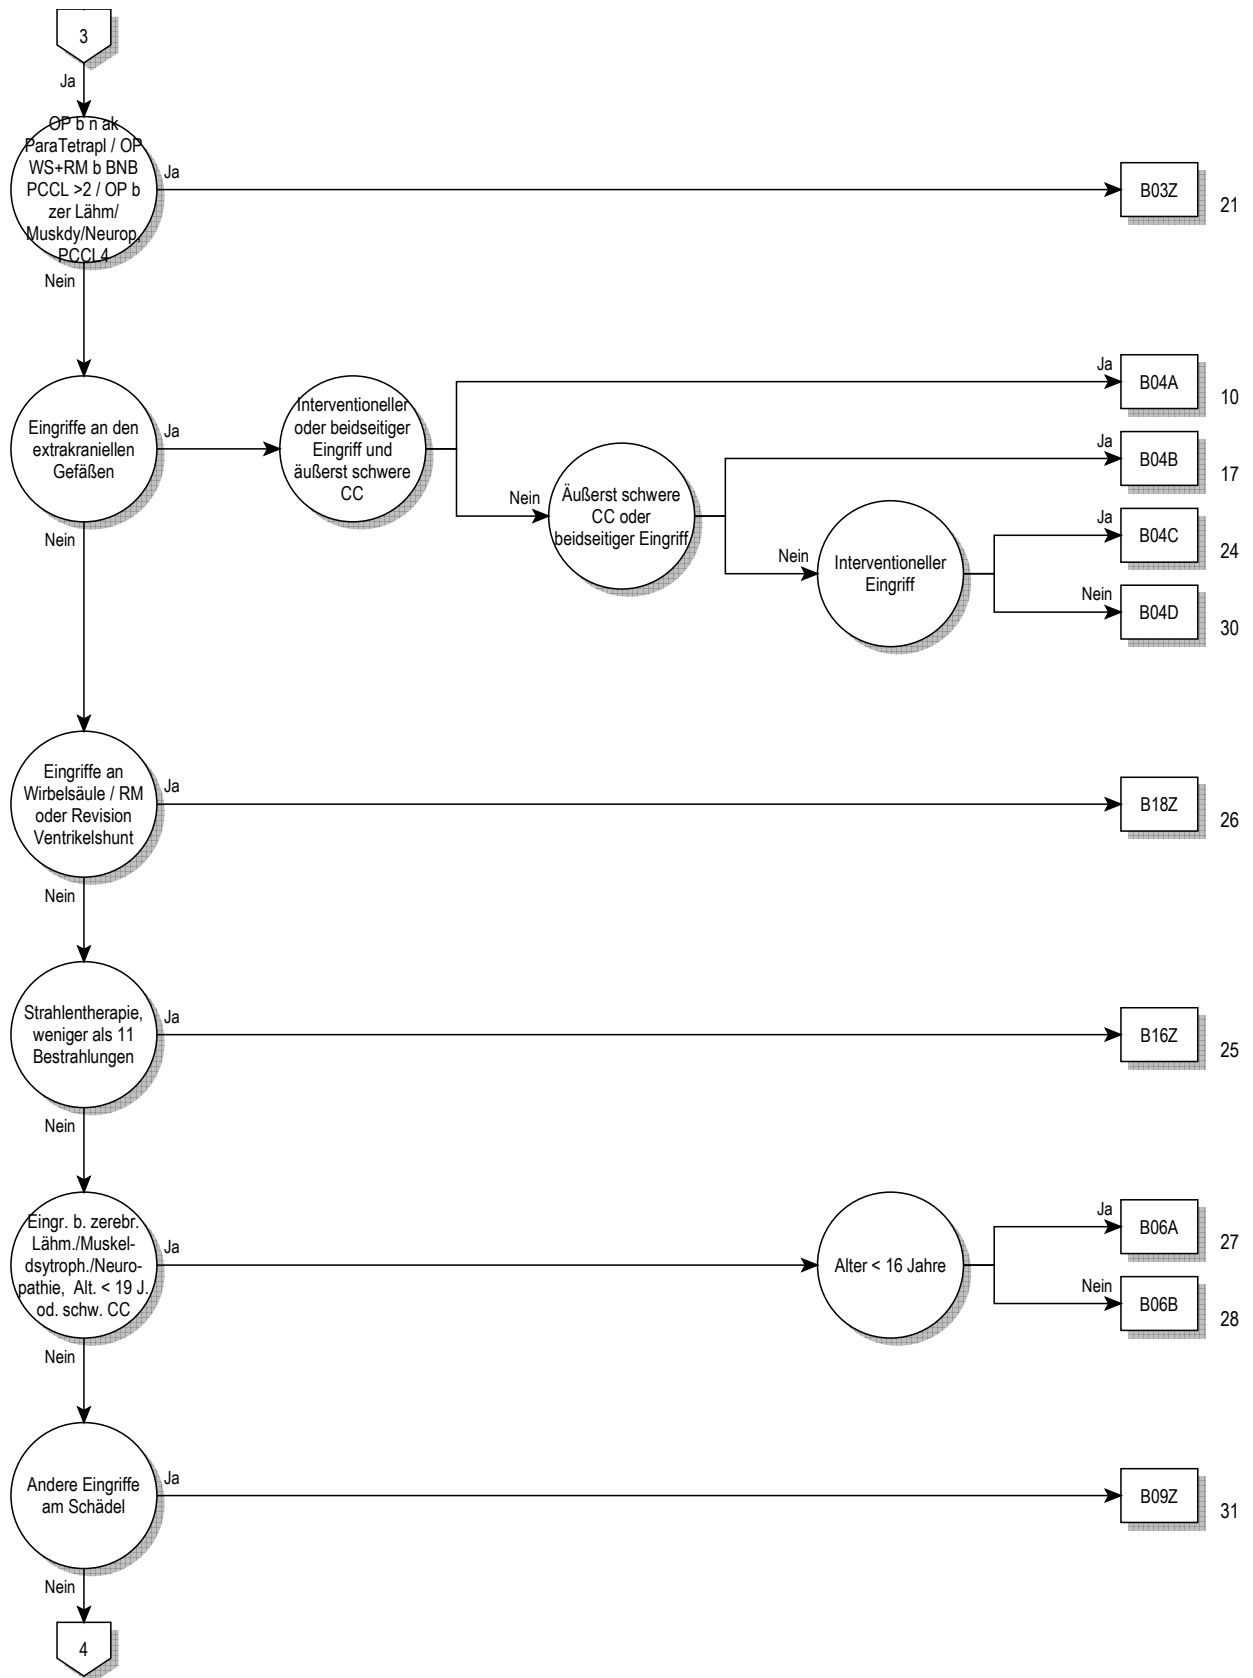 3
Ja
OP b n ak
ParaTetrapl / OP
WS+RM b BNB
PCCL >2 / OP b
zer Lähm/
Muskdy/Neurop,
PCCL4
Ja
B03Z
21
Nein
Eingriffe an den
extrakraniellen
Gefäßen
Ja
Interventioneller
oder beidseitiger
Eingriff und
äußerst schwere
CC
Ja
B04A
10
Nein
Äußerst schwere
CC oder
beidseitiger Eingriff
Ja
B04B
17
Nein
Interventioneller
Eingriff
Ja
B04C
24
Nein
B04D
30
Nein
Eingriffe an
Wirbelsäule / RM
oder Revision
Ventrikelshunt
Ja
B18Z
26
Nein
Strahlentherapie,
weniger als 11
Bestrahlungen
Ja
B16Z
25
Nein
Eingr. b. zerebr.
Lähm./Muskel-
dsytroph./Neuro-
pathie, Alt. < 19 J.
od. schw. CC
Ja
Alter < 16 Jahre
Ja
B06A
27
Nein
B06B
28
Nein
Andere Eingriffe
am Schädel
Ja
B09Z
31
Nein
4